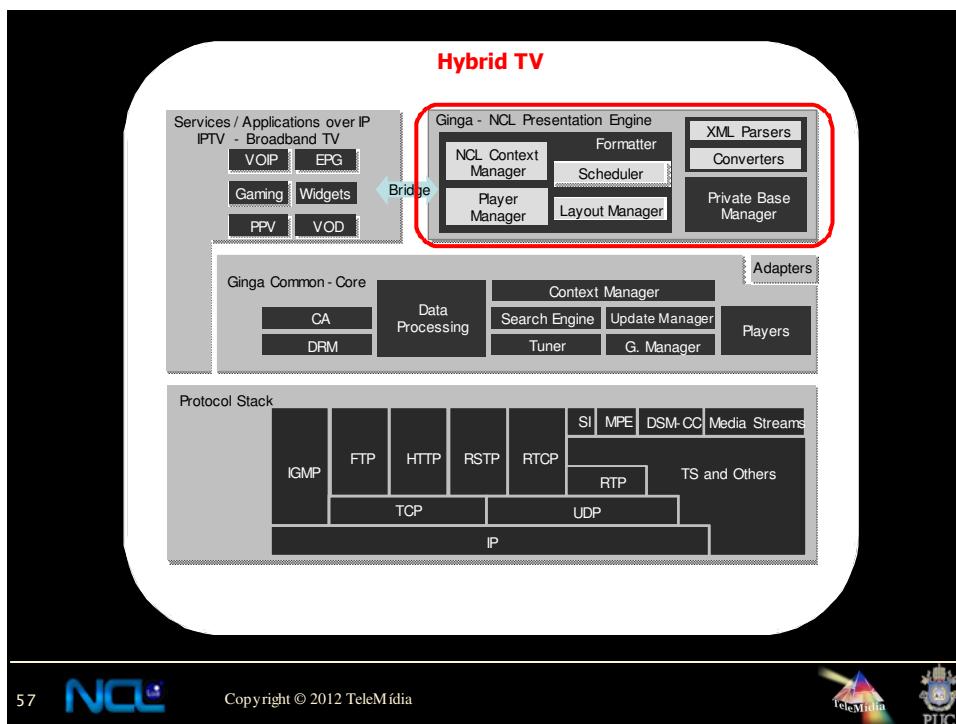 Hybrid TV
Services / Applications over IP
IPTV - Broadband TV
VOIP
EPG
Gaming
Widgets
PPV
VOD
Bridge
Ginga - NCL Presentation Engine
Formatter
NCL Context
Manager
Scheduler
Player
Manager
Layout Manager
XML Parsers
Converters
Private Base
Manager
Adapters
Ginga Common - Core
CA
DRM
Data
Processing
Context Manager
Search Engine
Update Manager
Tuner
G. Manager
Players
Protocol Stack
IGMP
FTP
HTTP
RSTP
RTCP
SI
MPE
DSM-CC
Media Streams
RTP
TS and Others
TCP
UDP
IP
57
NCL
Copyright © 2012 TeleMídia
TeleMídia
PUC